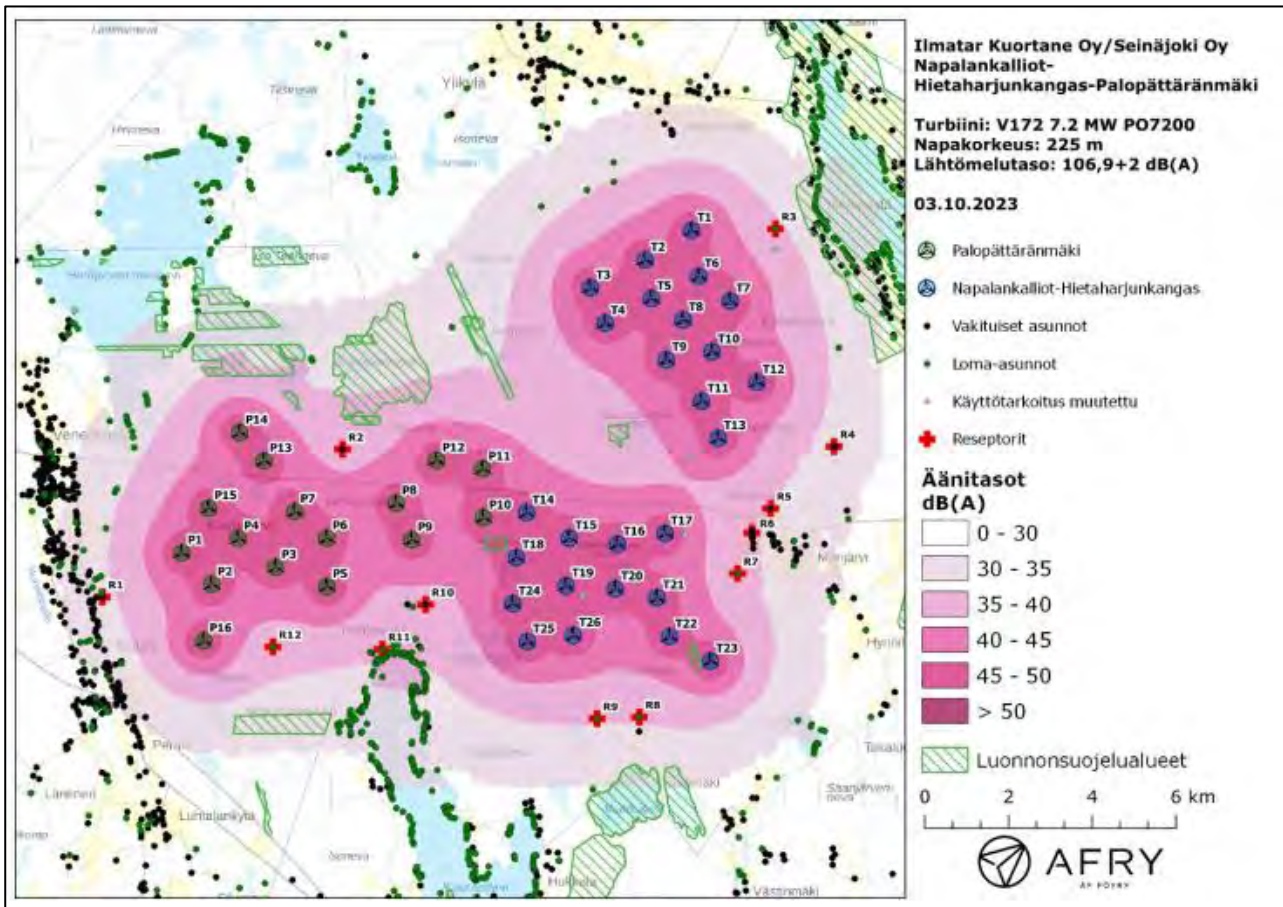 Ylikylä
T1
R3
T2
T6
T3
T5
T7
T4
T8
T9
T10
T12
T11
T13
P14
R2
R4
P13
P12
P11
P15
P7
P8
P10
T14
R5
P4
P6
P9
T15
T16
T17
R6
P1
P3
T18
R7
P2
P5
T19
T20
T21
R1
T24
R10
P16
R12
R11
T25
T26
T22
T23
R9
R8
Västinmäki
Ilmatar Kuortane Oy/Seinäjoki Oy
Napalankalliot-
Hietaharjunkangas-Palopättäränmäki
Turbiini: V172 7.2 MW PO7200
Napakorkeus: 225 m
Lähtömelutaso: 106,9+2 dB(A)
03.10.2023
Palopättäränmäki
Napalankalliot-Hietaharjunkangas
Vakituiset asunnot
Loma-asunnot
Käyttötarkoitus muutettu
Reseptorit
Äänitasot
dB(A)
0 - 30
30 - 35
35 - 40
40 - 45
45 - 50
> 50
Luonnonsuojelualueet
0 2 4 6 km
AFRY
ÅF PÖYRY